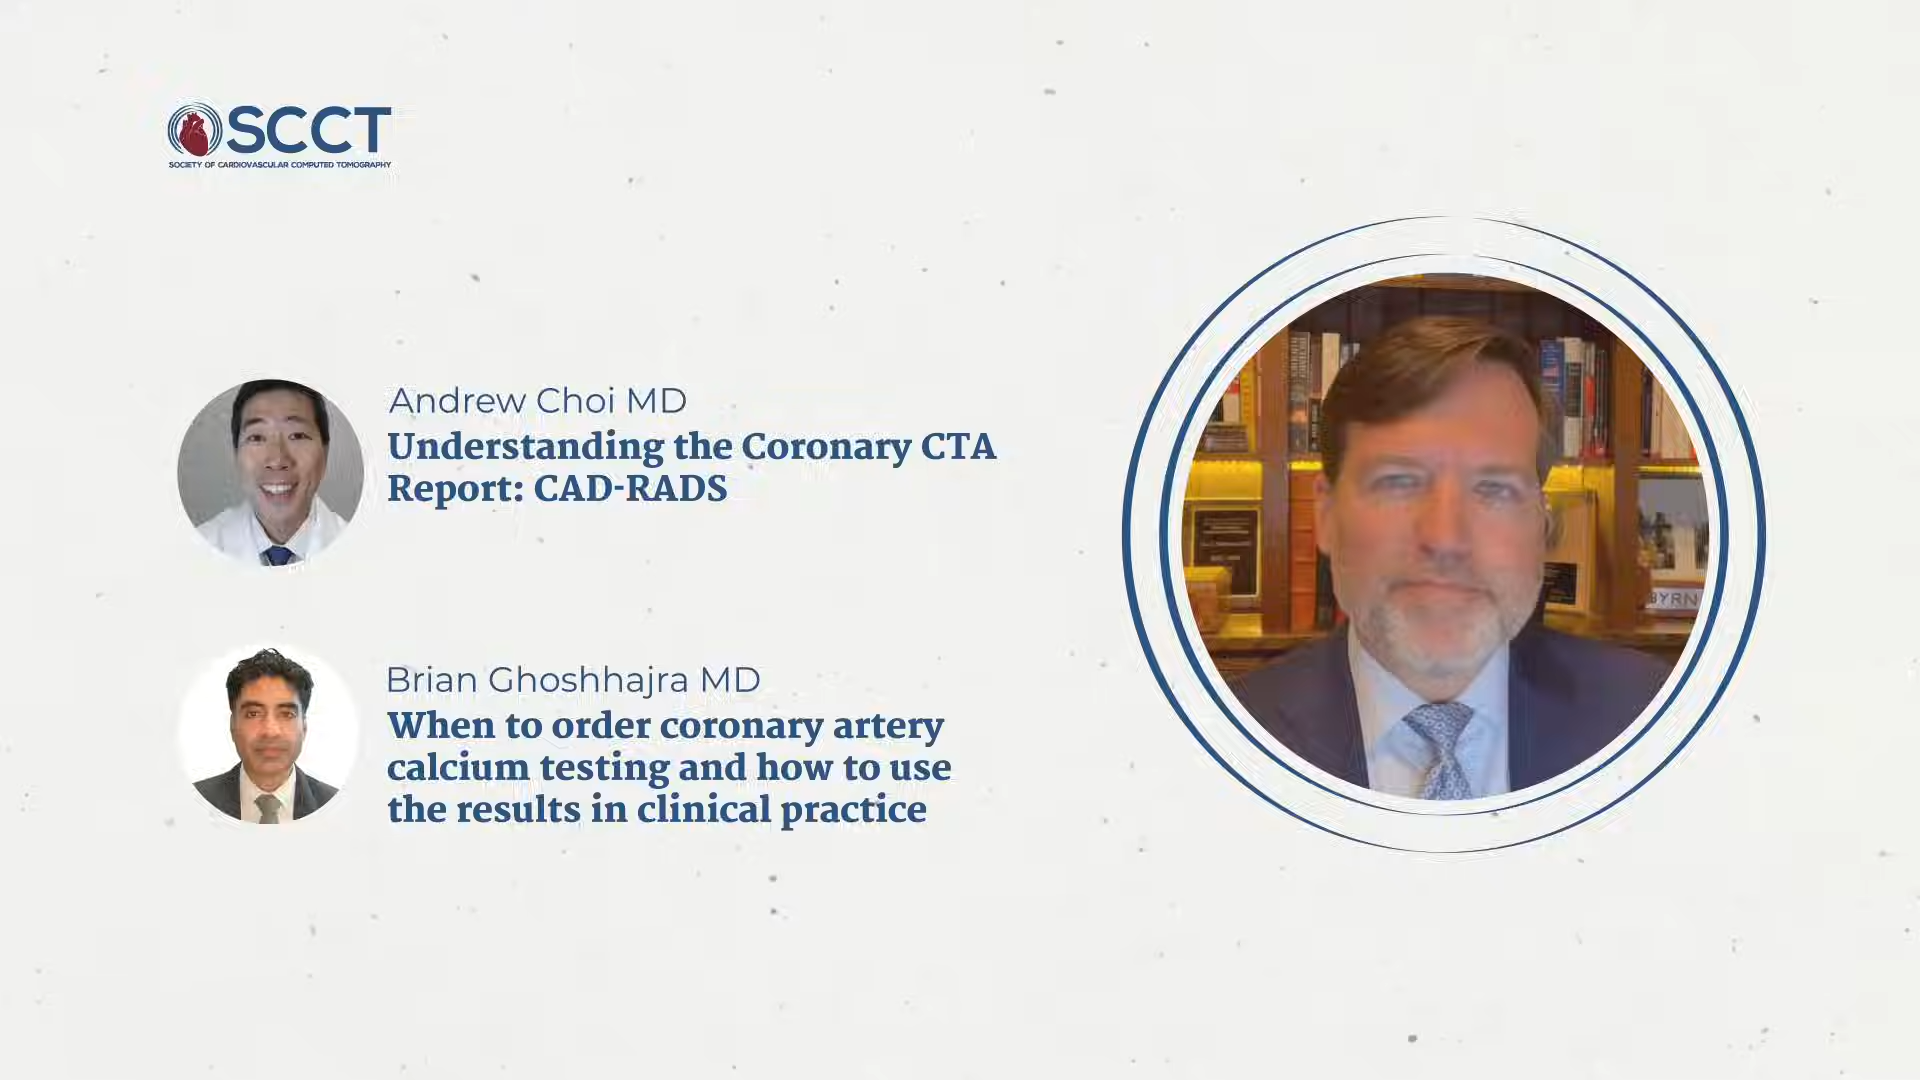 SCCT
SOCIETY OF CARDIOVASCULAR COMPUTED TOMOGRAPHY
Andrew Choi MD
Understanding the Coronary CTA
Report: CAD-RADS
Brian Ghoshhajra MD
When to order coronary artery
calcium testing and how to use
the results in clinical practice
BYRN